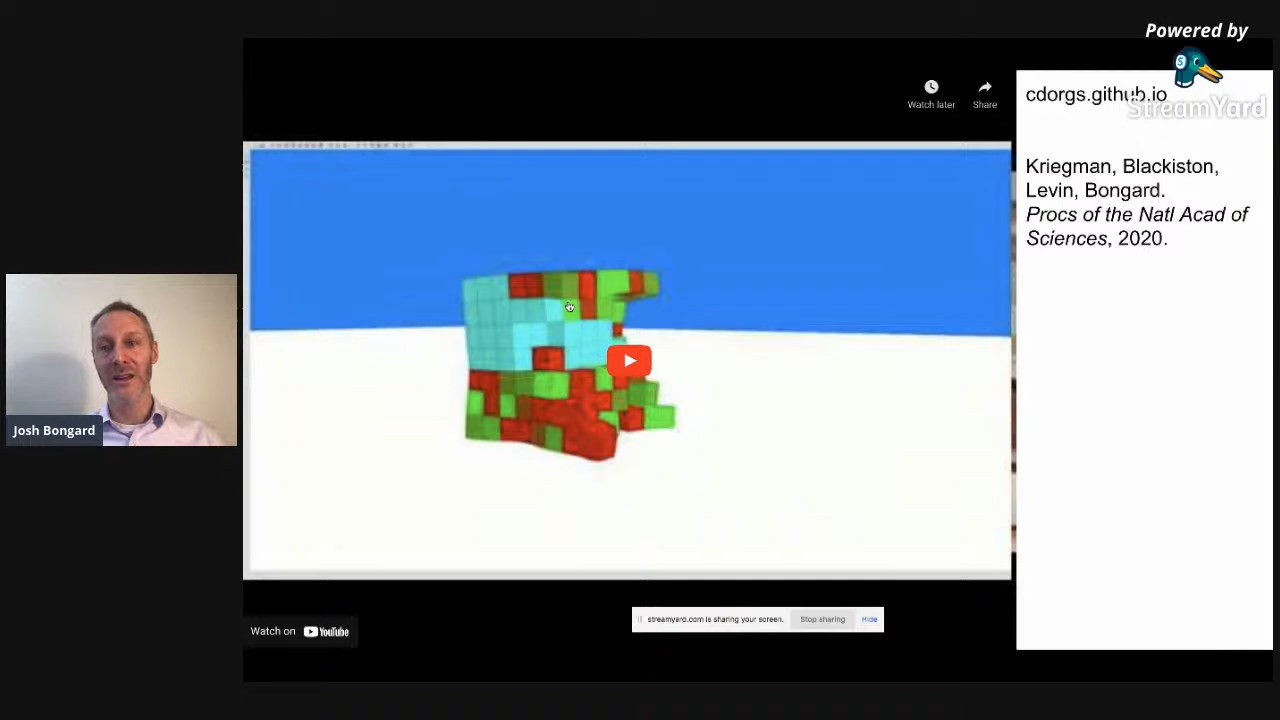 Powered by
StreamYard
Watch later
Share
cdorgs.github.io
Kriegman, Blackiston,
Levin, Bongard.
Procs of the Natl Acad of
Sciences, 2020.
Josh Bongard
streamyard.com is sharing your screen.
Stop sharing
Hide
Watch on
YouTube